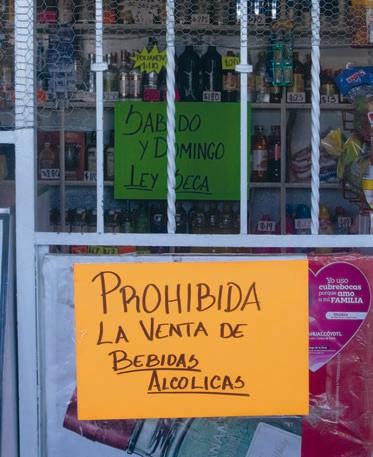 SABADO
Y DOMINGO
LEY SECA
PROHIBIDA
LA VENTA DE
BEBIDAS
ALCOLICAS
Yo uso
cubrebocas
porque amo
a mi FAMILIA